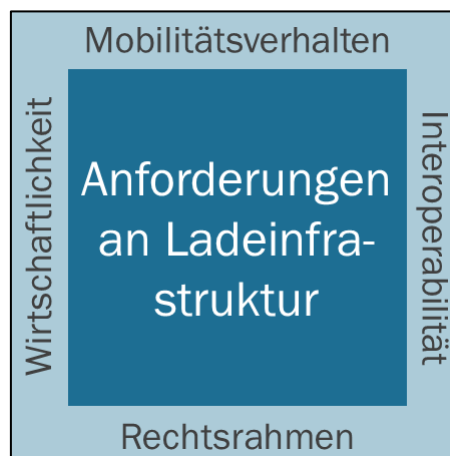 Mobilitätsverhalten
Wirtschaftlichkeit
Anforderungen
an Ladeinfra-
struktur
Interoperabilität
Rechtsrahmen